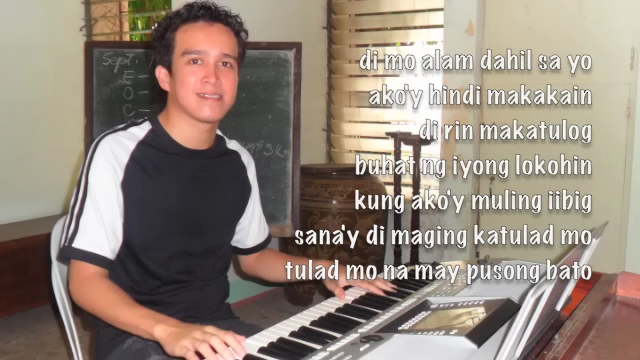 Sept.
E-
O-
C-
di mo alam dahil sa yo
ako'y hindi makakain
di rin makatulog
buhat ng iyong lokohin
kung ako'y muling iibig
sana'y di maging katulad mo
tulad mo na may pusong bato